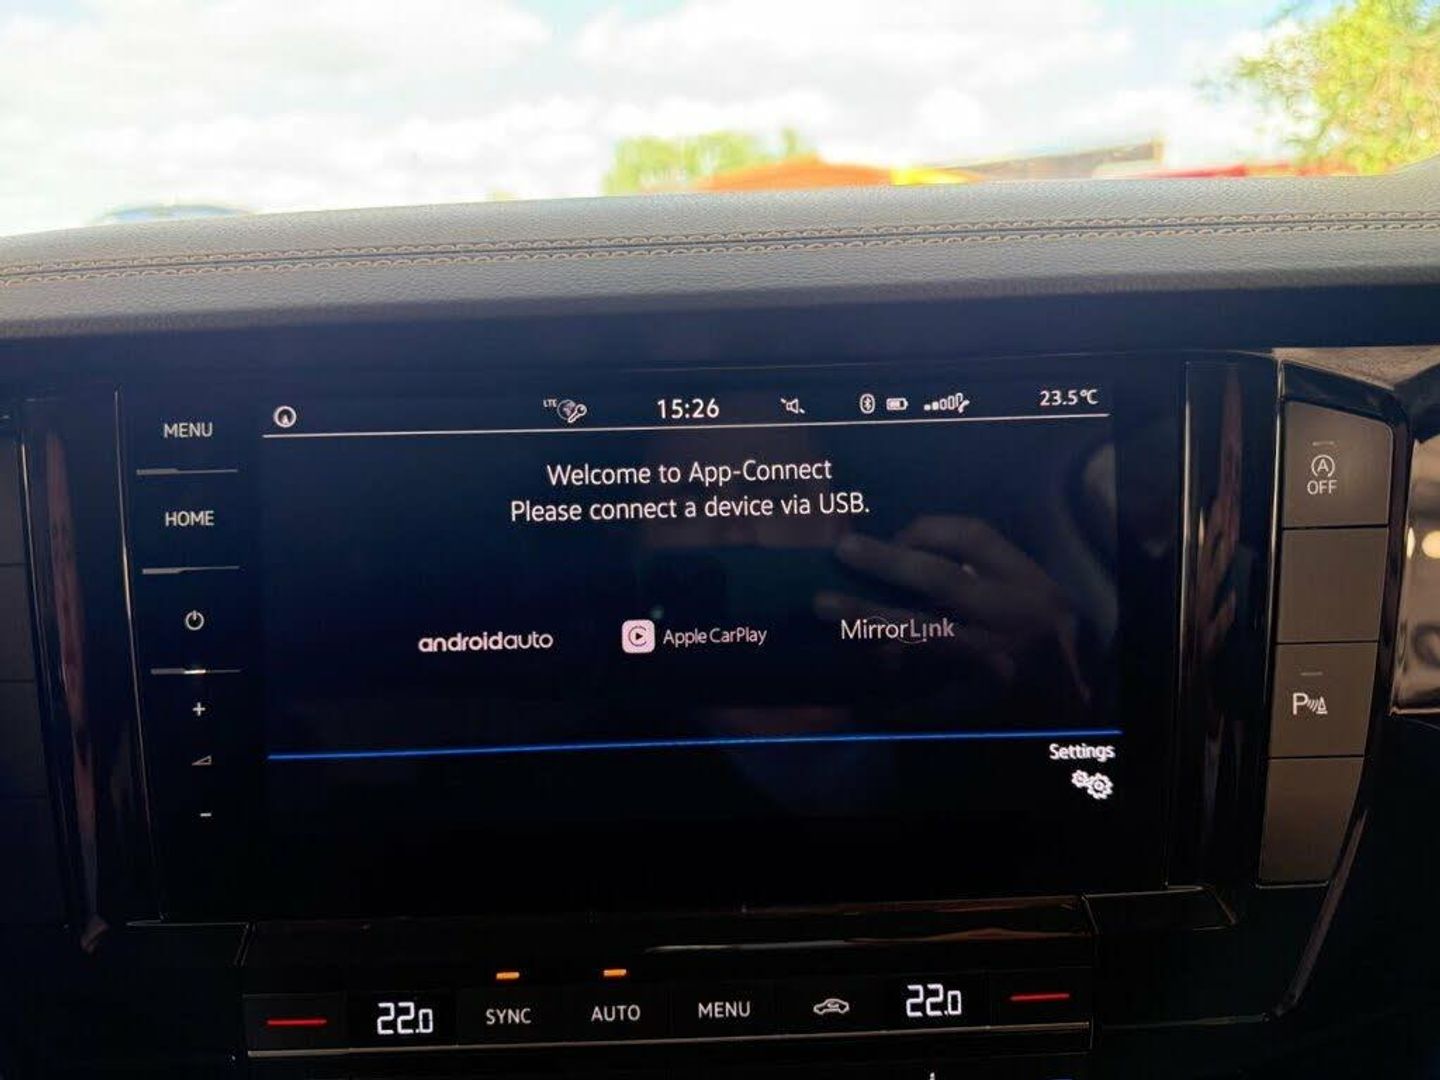 LTE 15:26 23.5°C
MENU
HOME
Welcome to App-Connect
Please connect a device via USB.
androidauto Apple CarPlay MirrorLink
+
-
Settings
A
OFF
P
22.0 SYNC AUTO MENU 22.0